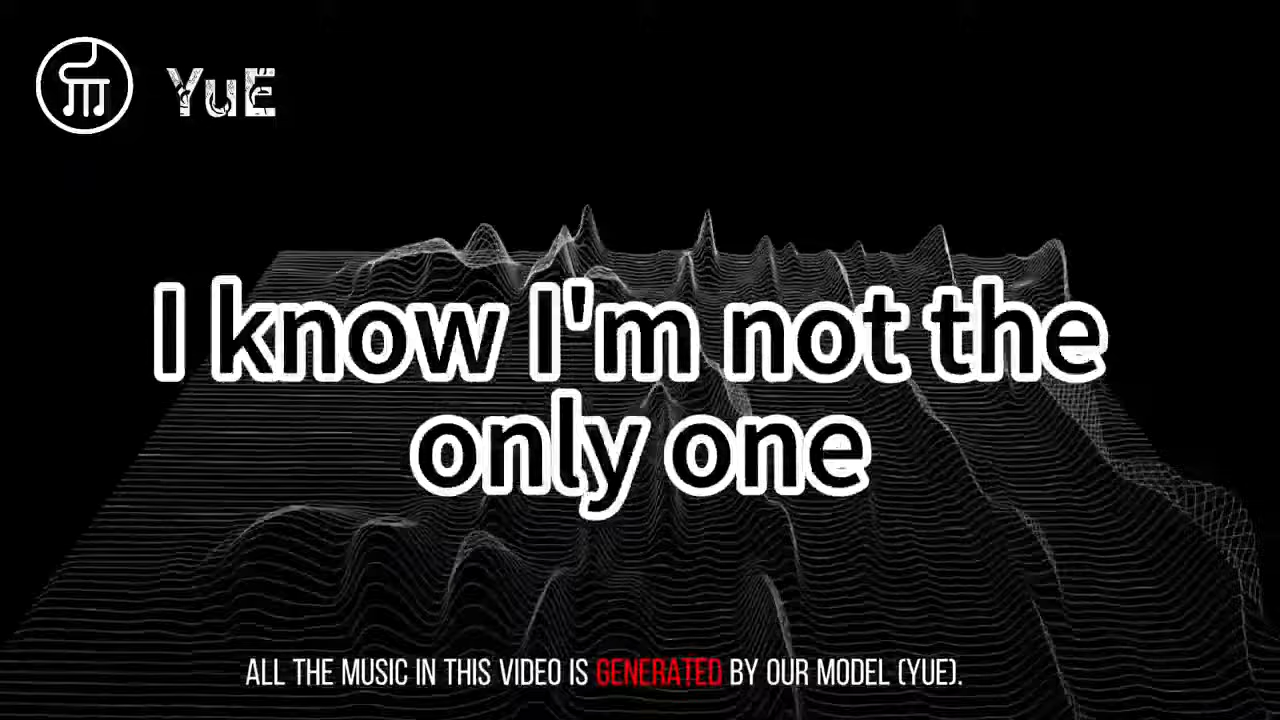 YuE
I know I'm not the
only one
ALL THE MUSIC IN THIS VIDEO IS GENERATED BY OUR MODEL (YUE).